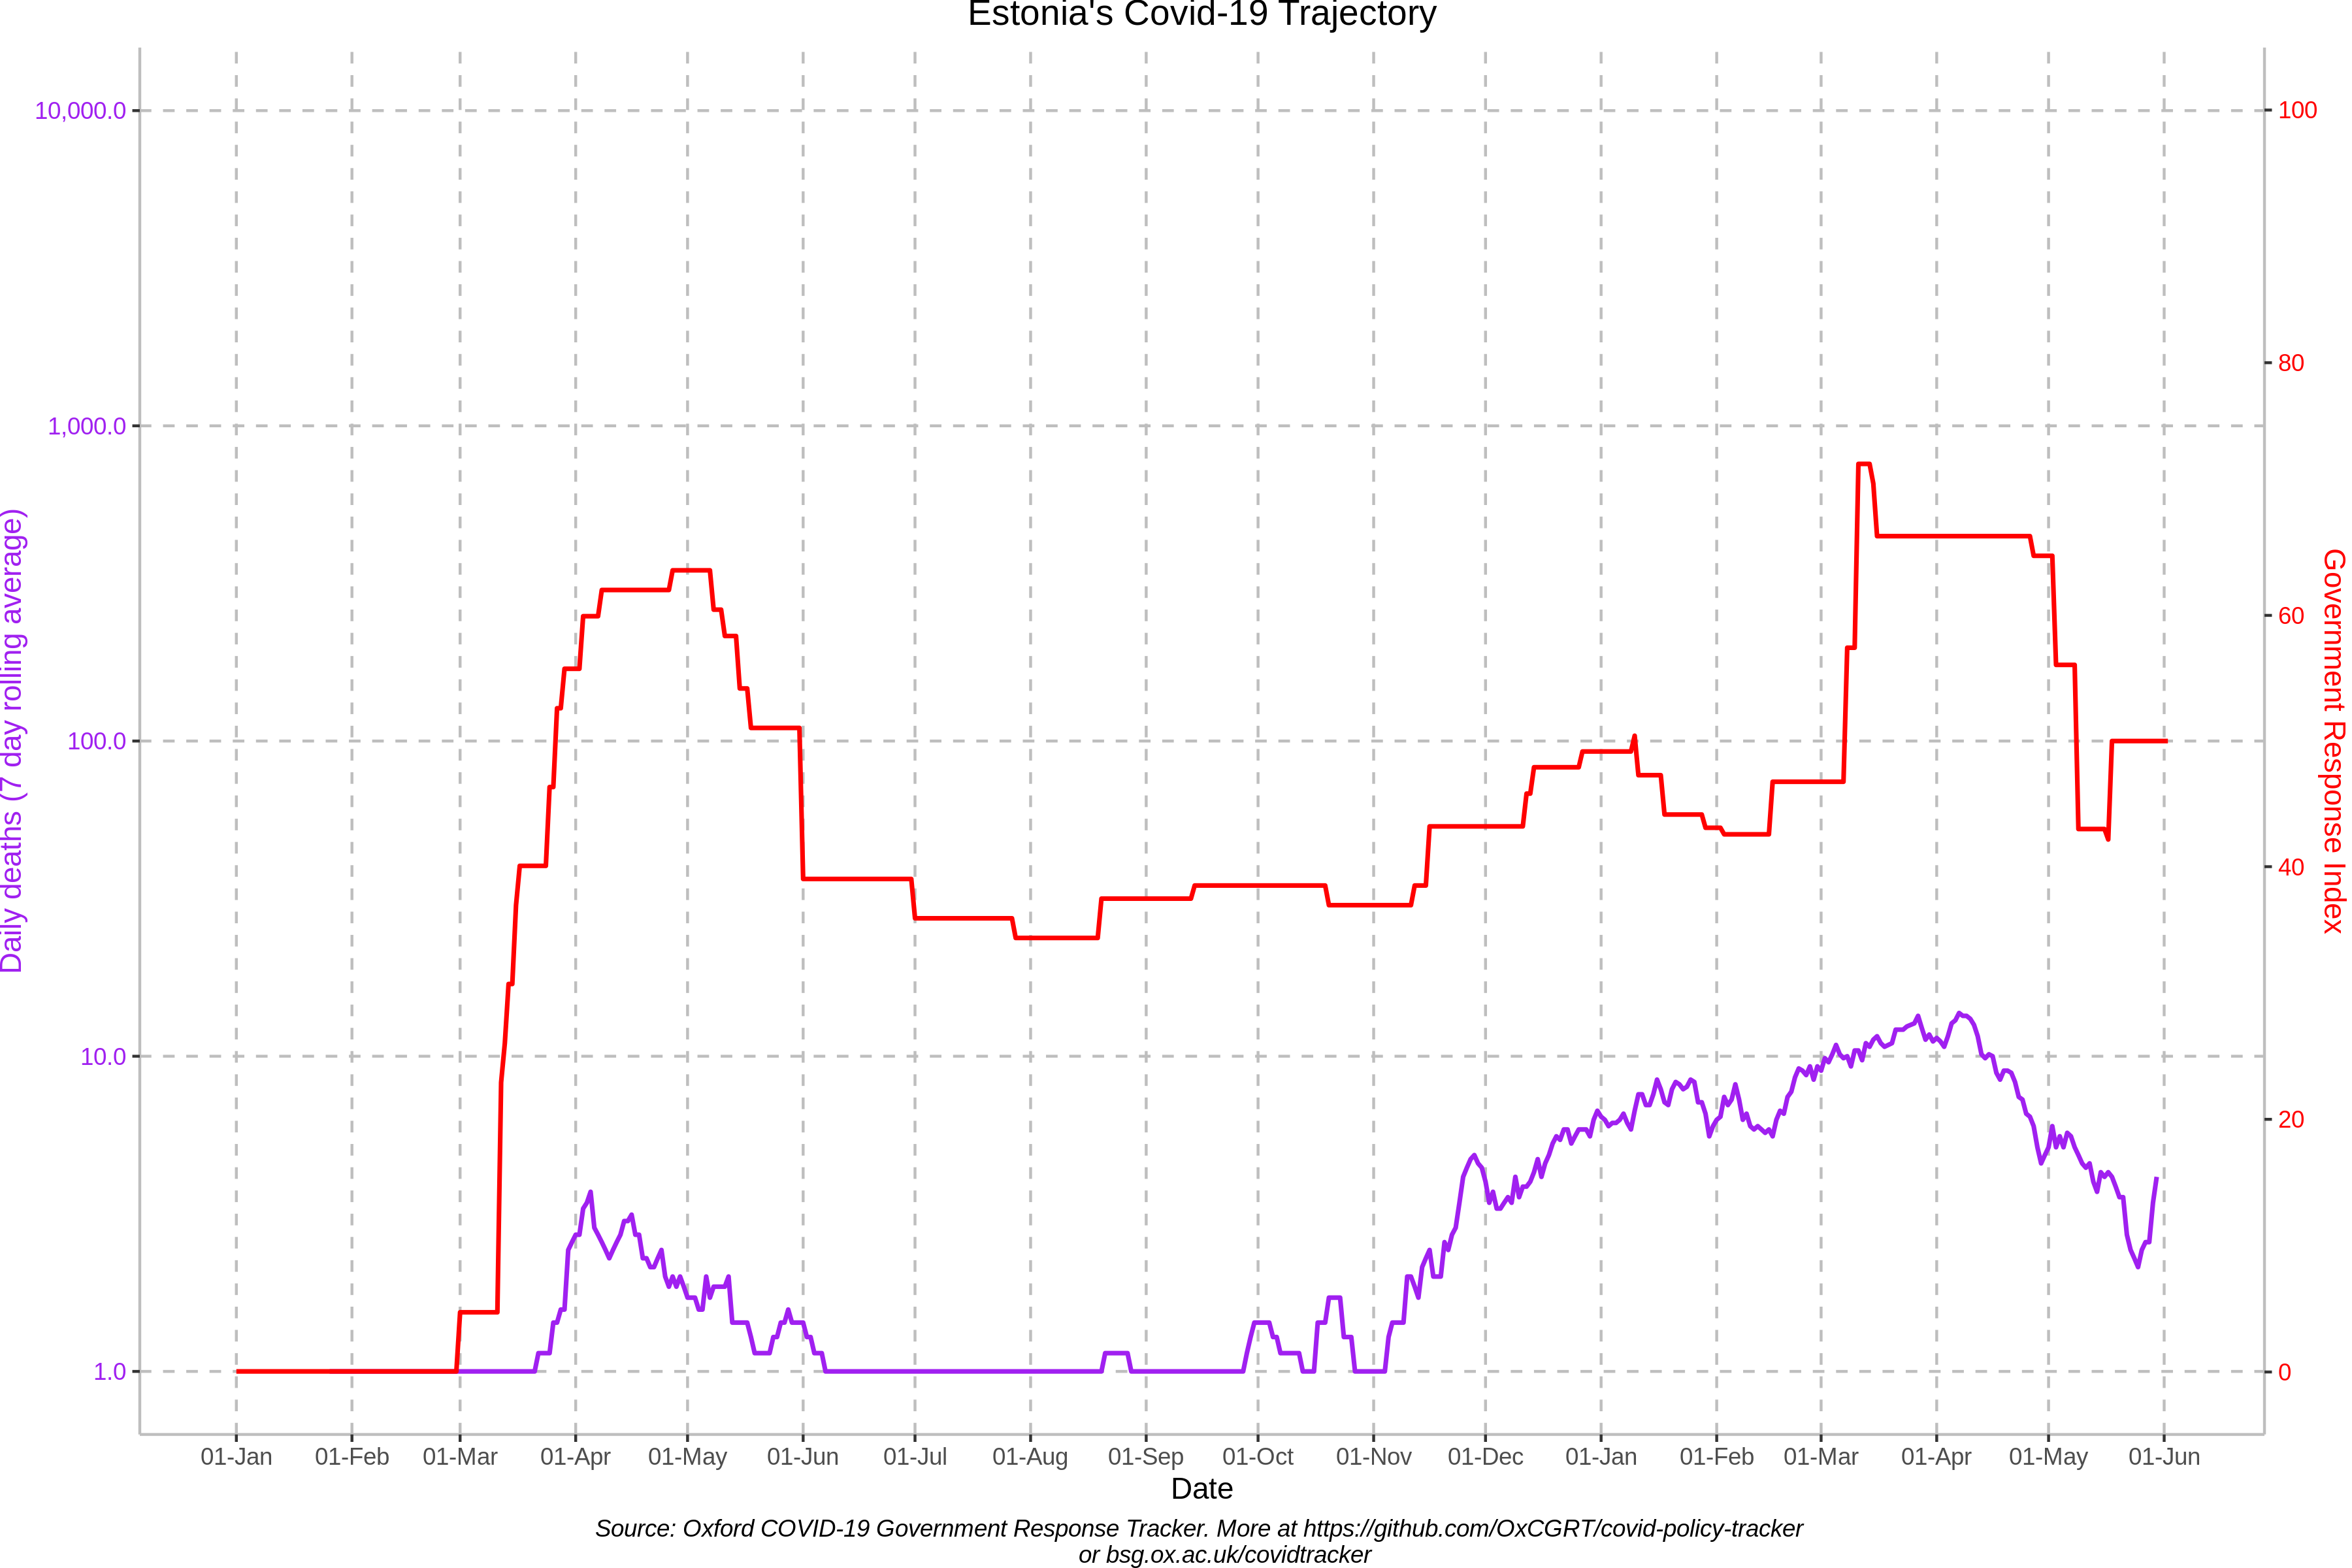 Estonia's Covid-19 Trajectory
10,000.0
1,000.0
100.0
10.0
1.0
Daily deaths (7 day rolling average)
100
80
60
40
20
0
Government Response Index
01-Jan 01-Feb 01-Mar 01-Apr 01-May 01-Jun 01-Jul 01-Aug 01-Sep 01-Oct 01-Nov 01-Dec 01-Jan 01-Feb 01-Mar 01-Apr 01-May 01-Jun
Date
Source: Oxford COVID-19 Government Response Tracker. More at https://github.com/OxCGRT/covid-policy-tracker
or bsg.ox.ac.uk/covidtracker